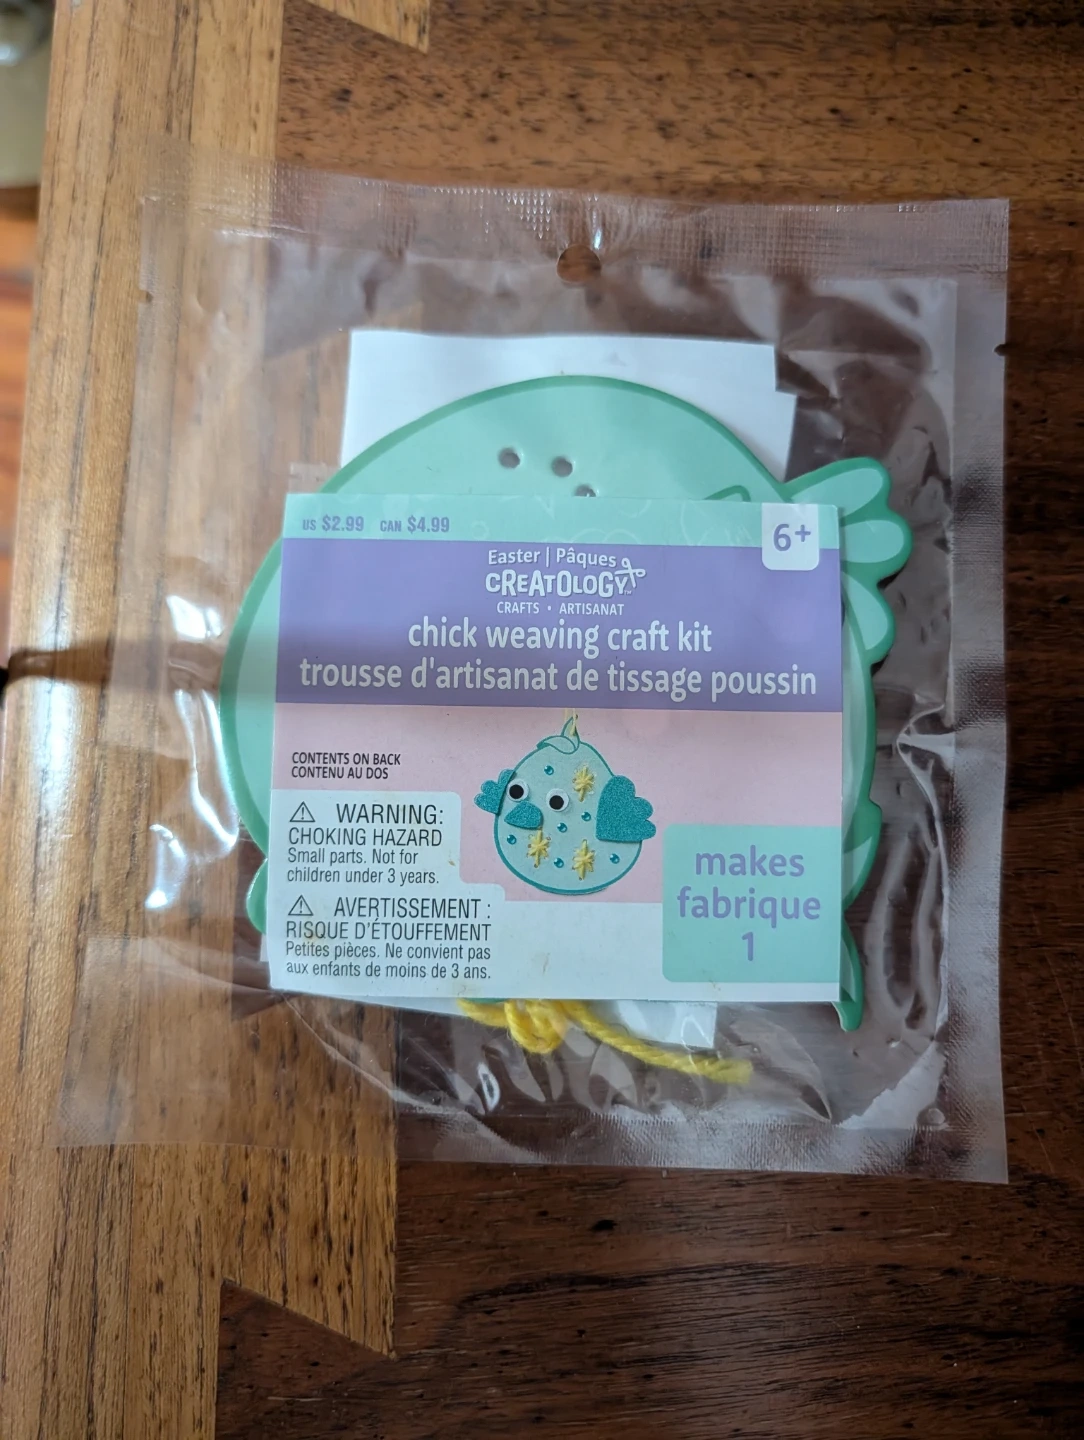 US $2.99 CAN $4.99
6+
Easter | Pâques
CREATOLOGY™
CRAFTS • ARTISANAT
chick weaving craft kit
trousse d'artisanat de tissage poussin
CONTENTS ON BACK
CONTENU AU DOS
⚠ WARNING:
CHOKING HAZARD
Small parts. Not for
children under 3 years.
⚠ AVERTISSEMENT :
RISQUE D'ÉTOUFFEMENT
Petites pièces. Ne convient pas
aux enfants de moins de 3 ans.
makes
fabrique
1